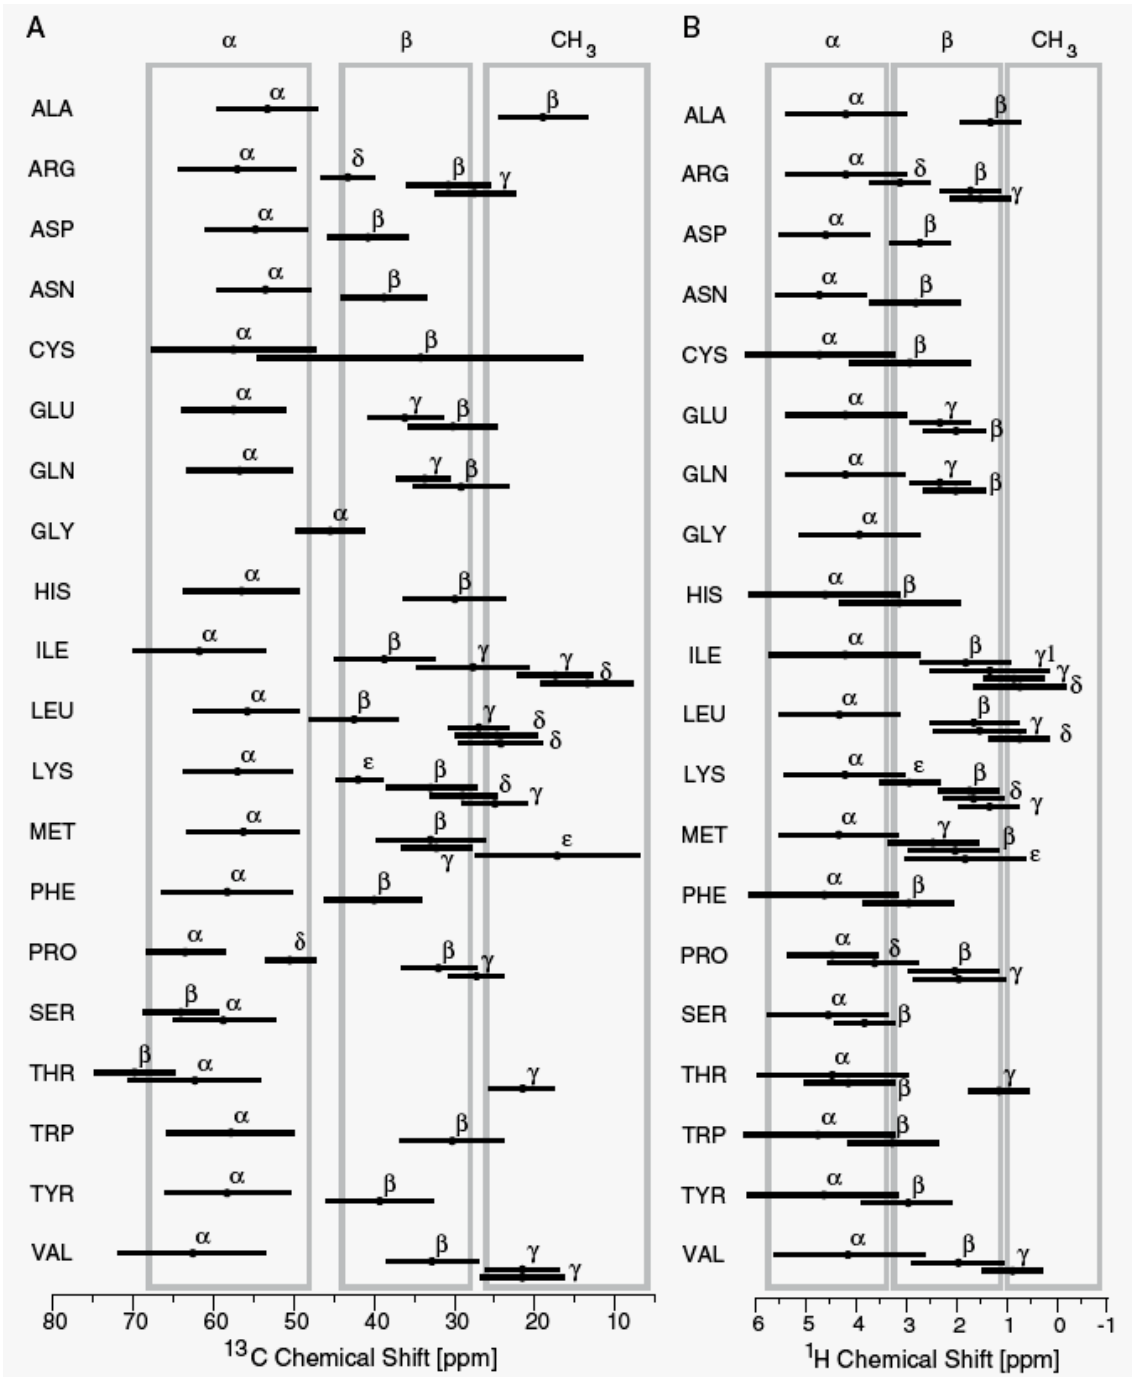 A
α β CH3
ALA α β
ARG α δ β γ
ASP α β
ASN α β
CYS α β
GLU α γ β
GLN α γ β
GLY α
HIS α β
ILE α β γ γ δ
LEU α β γ δ δ
LYS α ε β δ γ
MET α β γ ε
PHE α β
PRO α δ β γ
SER β α
THR β α γ
TRP α β
TYR α β
VAL α β γ γ
80 70 60 50 40 30 20 10
13C Chemical Shift [ppm]
B
α β CH3
ALA α β
ARG α δ β γ
ASP α β
ASN α β
CYS α β
GLU α γ β
GLN α γ β
GLY α
HIS α β
ILE α β γ1 γ δ
LEU α β γ δ
LYS α ε β δ γ
MET α γ β ε
PHE α β
PRO α δ β γ
SER α β
THR α β γ
TRP α β
TYR α β
VAL α β γ
6 5 4 3 2 1 0 -1
1H Chemical Shift [ppm]